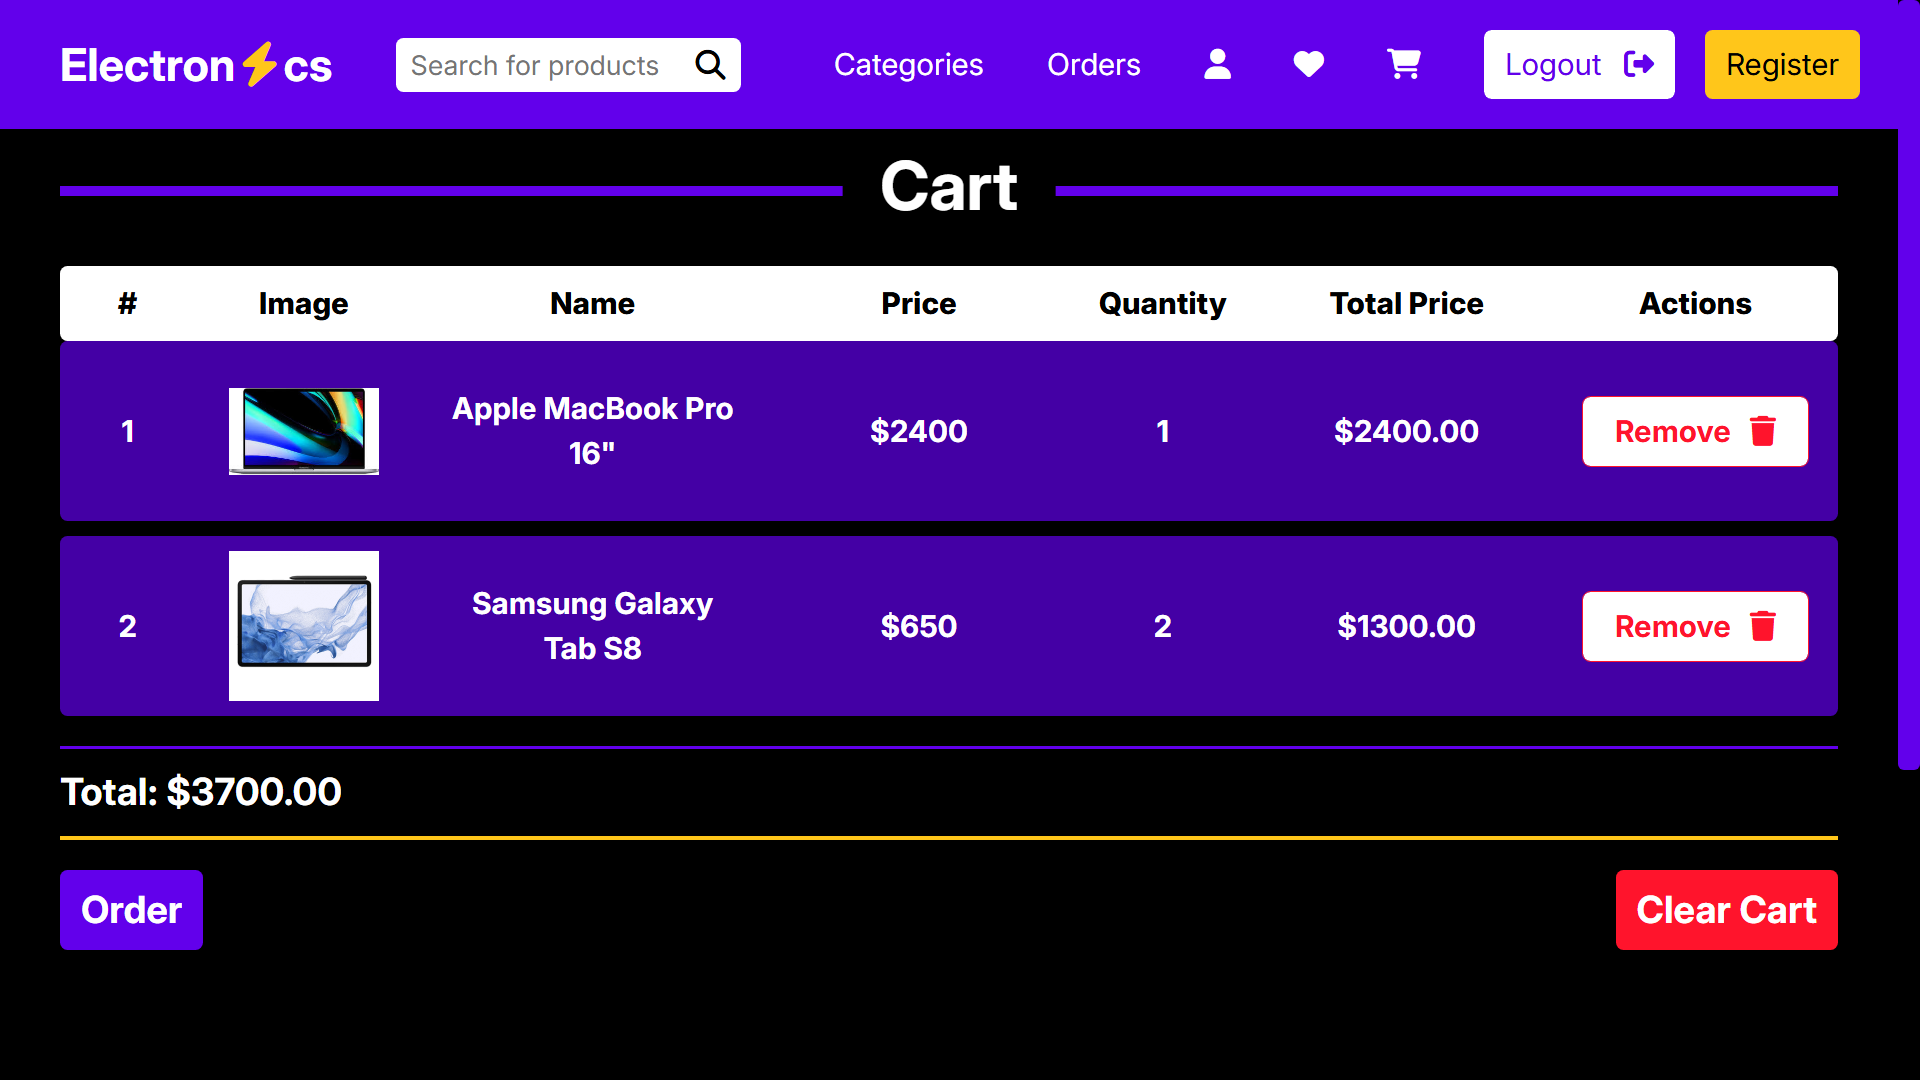 Electron⚡cs
Search for products
Categories
Orders
Logout
Register
Cart
# Image Name Price Quantity Total Price Actions
1 Apple MacBook Pro 16" $2400 1 $2400.00 Remove
2 Samsung Galaxy Tab S8 $650 2 $1300.00 Remove
Total: $3700.00
Order
Clear Cart